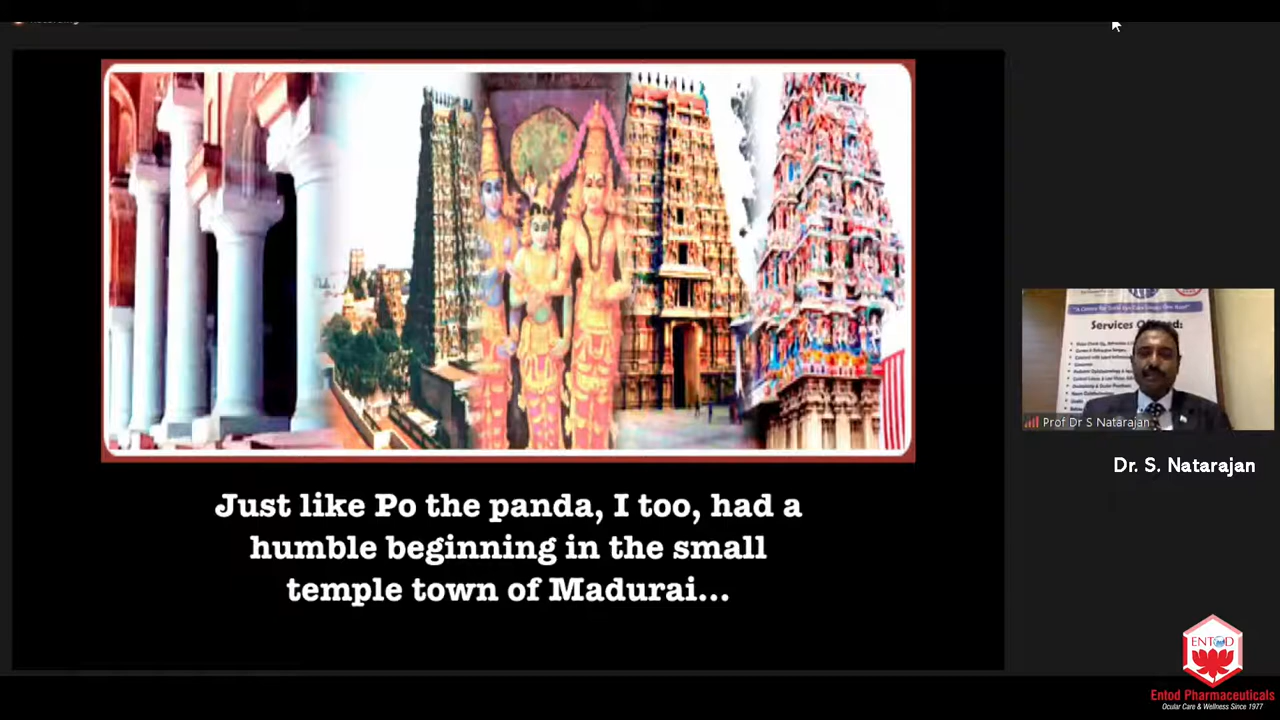 Just like Po the panda, I too, had a
humble beginning in the small
temple town of Madurai...
Services Offered:
Prof Dr S Natarajan
Dr. S. Natarajan
ENTOD
Entod Pharmaceuticals
Ocular Care & Wellness Since 1977